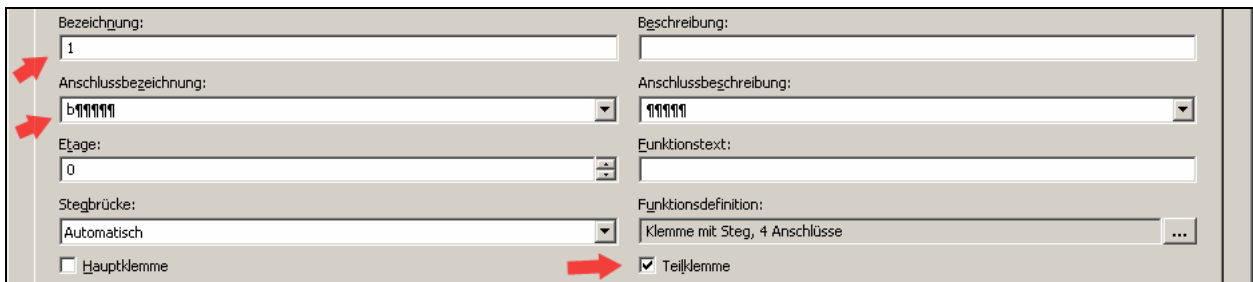 Bezeichnung:
Beschreibung:
1
Anschlussbezeichnung:
Anschlussbeschreibung:
b¶¶¶¶¶
¶¶¶¶¶
Etage:
Funktionstext:
0
Stegbrücke:
Funktionsdefinition:
Automatisch
Klemme mit Steg, 4 Anschlüsse
...
Hauptklemme
Teilklemme